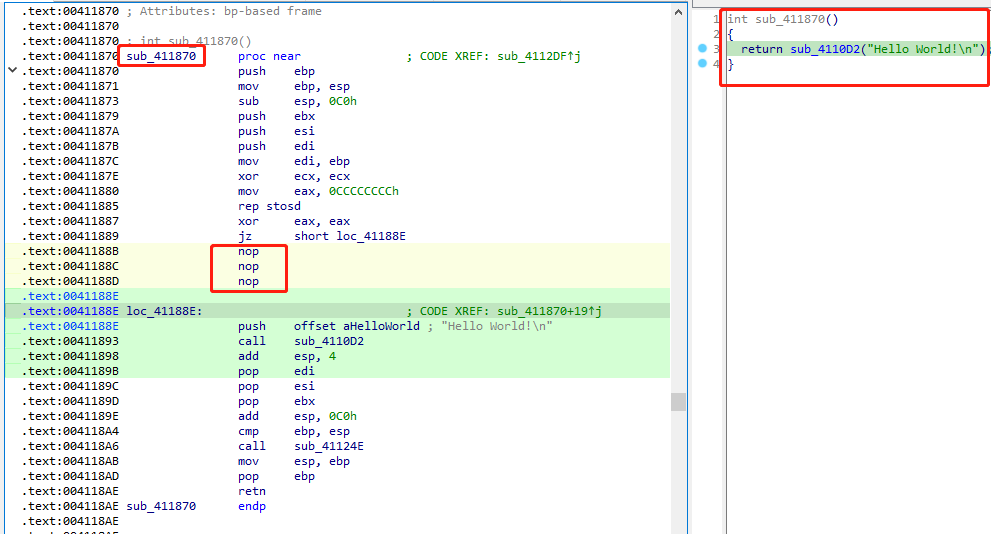 .text:00411870 ; Attributes: bp-based frame
.text:00411870
.text:00411870 ; int sub_411870()
.text:00411870 sub_411870 proc near ; CODE XREF: sub_4112DF↑j
.text:00411870 push ebp
.text:00411871 mov ebp, esp
.text:00411873 sub esp, 0C0h
.text:00411879 push ebx
.text:0041187A push esi
.text:0041187B push edi
.text:0041187C mov edi, ebp
.text:0041187E xor ecx, ecx
.text:00411880 mov eax, 0CCCCCCCCh
.text:00411885 rep stosd
.text:00411887 xor eax, eax
.text:00411889 jz short loc_41188E
.text:0041188B nop
.text:0041188C nop
.text:0041188D nop
.text:0041188E
.text:0041188E loc_41188E: ; CODE XREF: sub_411870+19↑j
.text:0041188E push offset aHelloWorld ; "Hello World!\n"
.text:00411893 call sub_4110D2
.text:00411898 add esp, 4
.text:0041189B pop edi
.text:0041189C pop esi
.text:0041189D pop ebx
.text:0041189E add esp, 0C0h
.text:004118A4 cmp ebp, esp
.text:004118A6 call sub_41124E
.text:004118AB mov esp, ebp
.text:004118AD pop ebp
.text:004118AE retn
.text:004118AE sub_411870 endp
.text:004118AE
1 int sub_411870()
2 {
3 return sub_4110D2("Hello World!\n");
4 }